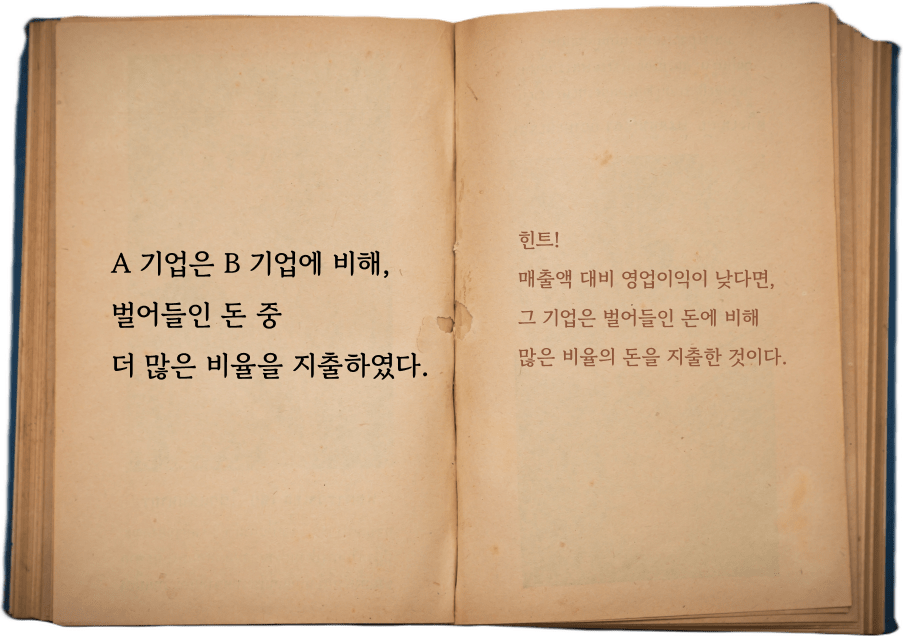 A 기업은 B 기업에 비해,
벌어들인 돈 중
더 많은 비율을 지출하였다.
힌트!
매출액 대비 영업이익이 낮다면,
그 기업은 벌어들인 돈에 비해
많은 비율의 돈을 지출한 것이다.